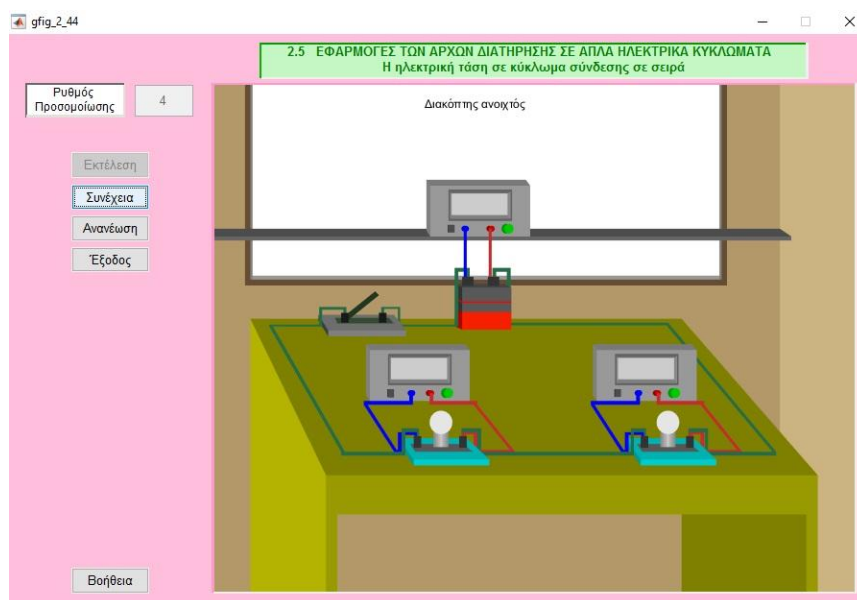 gfig_2_44
2.5 ΕΦΑΡΜΟΓΕΣ ΤΩΝ ΑΡΧΩΝ ΔΙΑΤΗΡΗΣΗΣ ΣΕ ΑΠΛΑ ΗΛΕΚΤΡΙΚΑ ΚΥΚΛΩΜΑΤΑ
Η ηλεκτρική τάση σε κύκλωμα σύνδεσης σε σειρά
Ρυθμός
Προσομοίωσης
4
Διακόπτης ανοιχτός
Εκτέλεση
Συνέχεια
Ανανέωση
Έξοδος
Βοήθεια